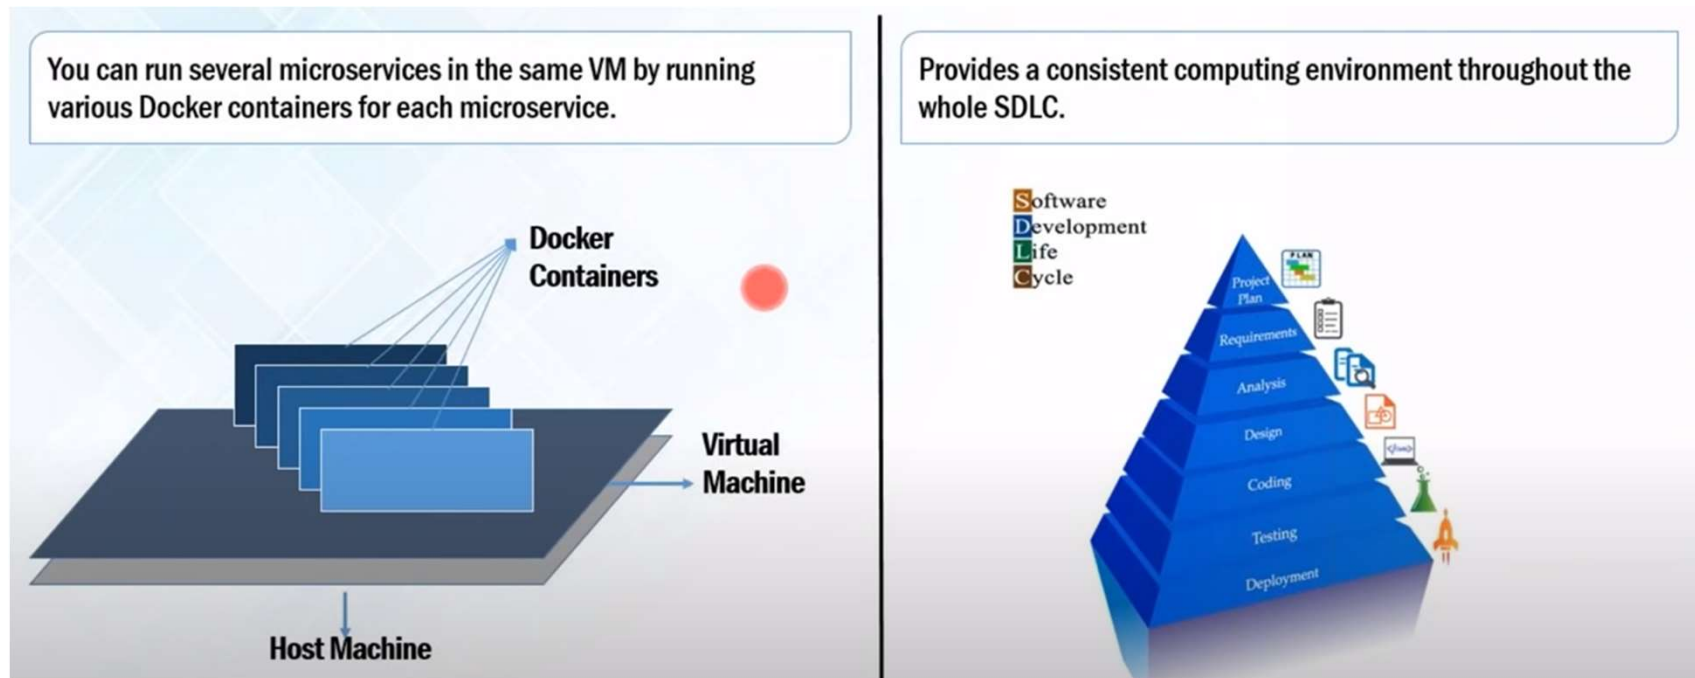 You can run several microservices in the same VM by running
various Docker containers for each microservice.
Docker
Containers
Virtual
Machine
Host Machine
Provides a consistent computing environment throughout the
whole SDLC.
Software
Development
Life
Cycle
PLAN
Project
Plan
Requirements
Analysis
Design
Coding
Testing
Deployment